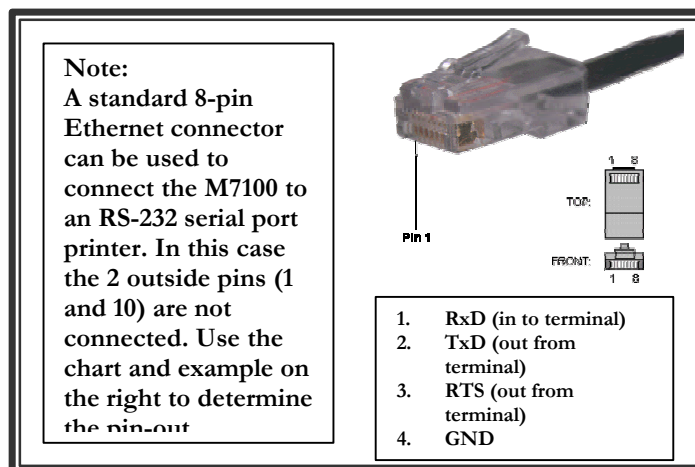 Note:
A standard 8-pin
Ethernet connector
can be used to
connect the M7100 to
an RS-232 serial port
printer. In this case
the 2 outside pins (1
and 10) are not
connected. Use the
chart and example on
the right to determine
the pin-out
Pin 1
1 8
TOP:
FRONT:
1 8
1. RxD (in to terminal)
2. TxD (out from
terminal)
3. RTS (out from
terminal)
4. GND